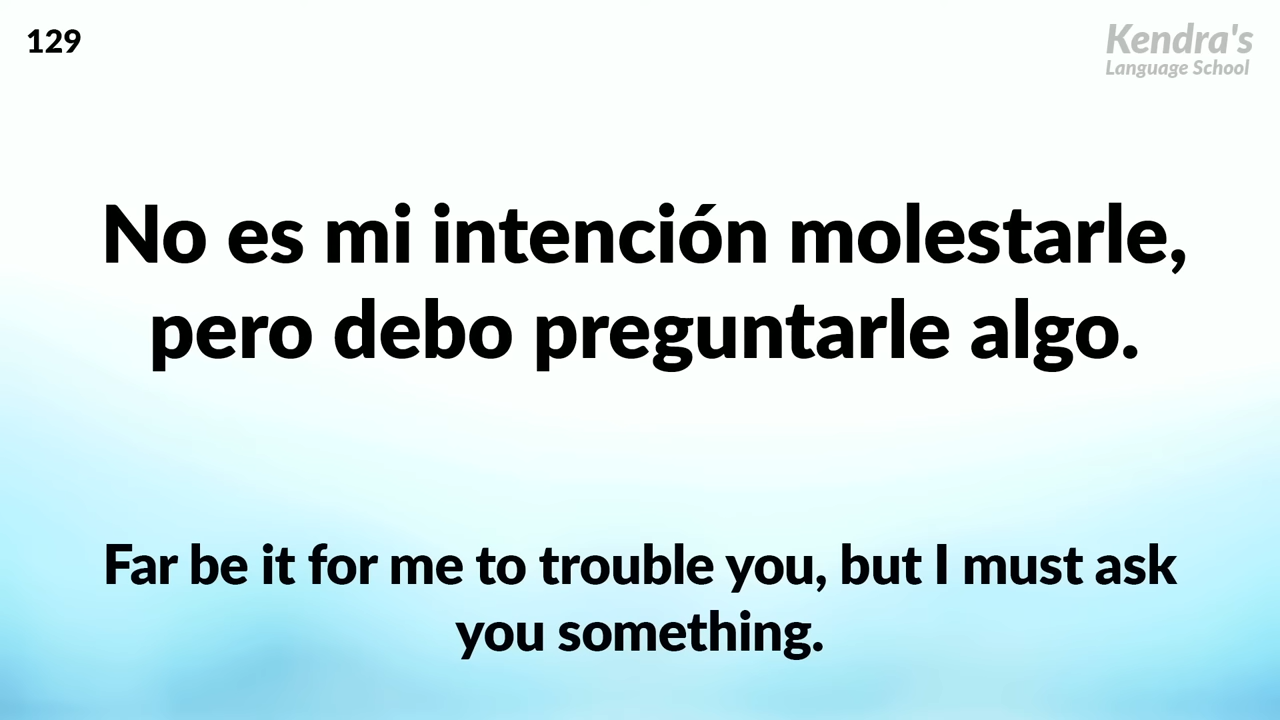 129
Kendra's
Language School
No es mi intención molestarle,
pero debo preguntarle algo.
Far be it for me to trouble you, but I must ask
you something.